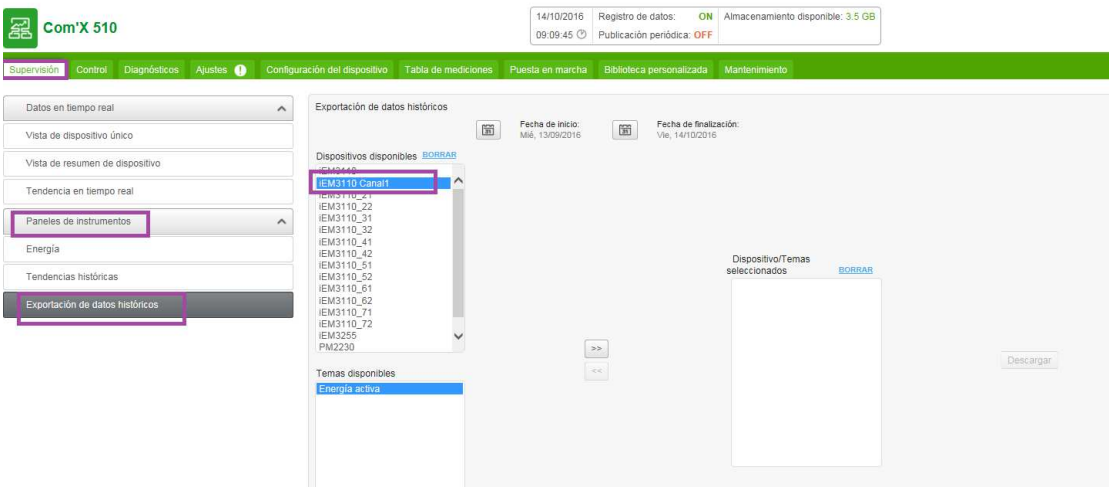 Com'X 510
14/10/2016 Registro de datos: ON Almacenamiento disponible: 3.5 GB
09:09:45 Publicación periódica: OFF
Supervisión Control Diagnósticos Ajustes ! Configuración del dispositivo Tabla de mediciones Puesta en marcha Biblioteca personalizada Mantenimiento
Datos en tiempo real
Vista de dispositivo único
Vista de resumen de dispositivo
Tendencia en tiempo real
Paneles de instrumentos
Energía
Tendencias históricas
Exportación de datos históricos
Exportación de datos históricos
Fecha de inicio:
Mié, 13/09/2016
Fecha de finalización:
Vie, 14/10/2016
Dispositivos disponibles BORRAR
iEM3110
iEM3110 Canal1
iEM3110_21
iEM3110_22
iEM3110_31
iEM3110_32
iEM3110_41
iEM3110_42
iEM3110_51
iEM3110_52
iEM3110_61
iEM3110_62
iEM3110_71
iEM3110_72
iEM3255
PM2230
Temas disponibles
Energía activa
>>
<<
Dispositivo/Temas
seleccionados BORRAR
Descargar